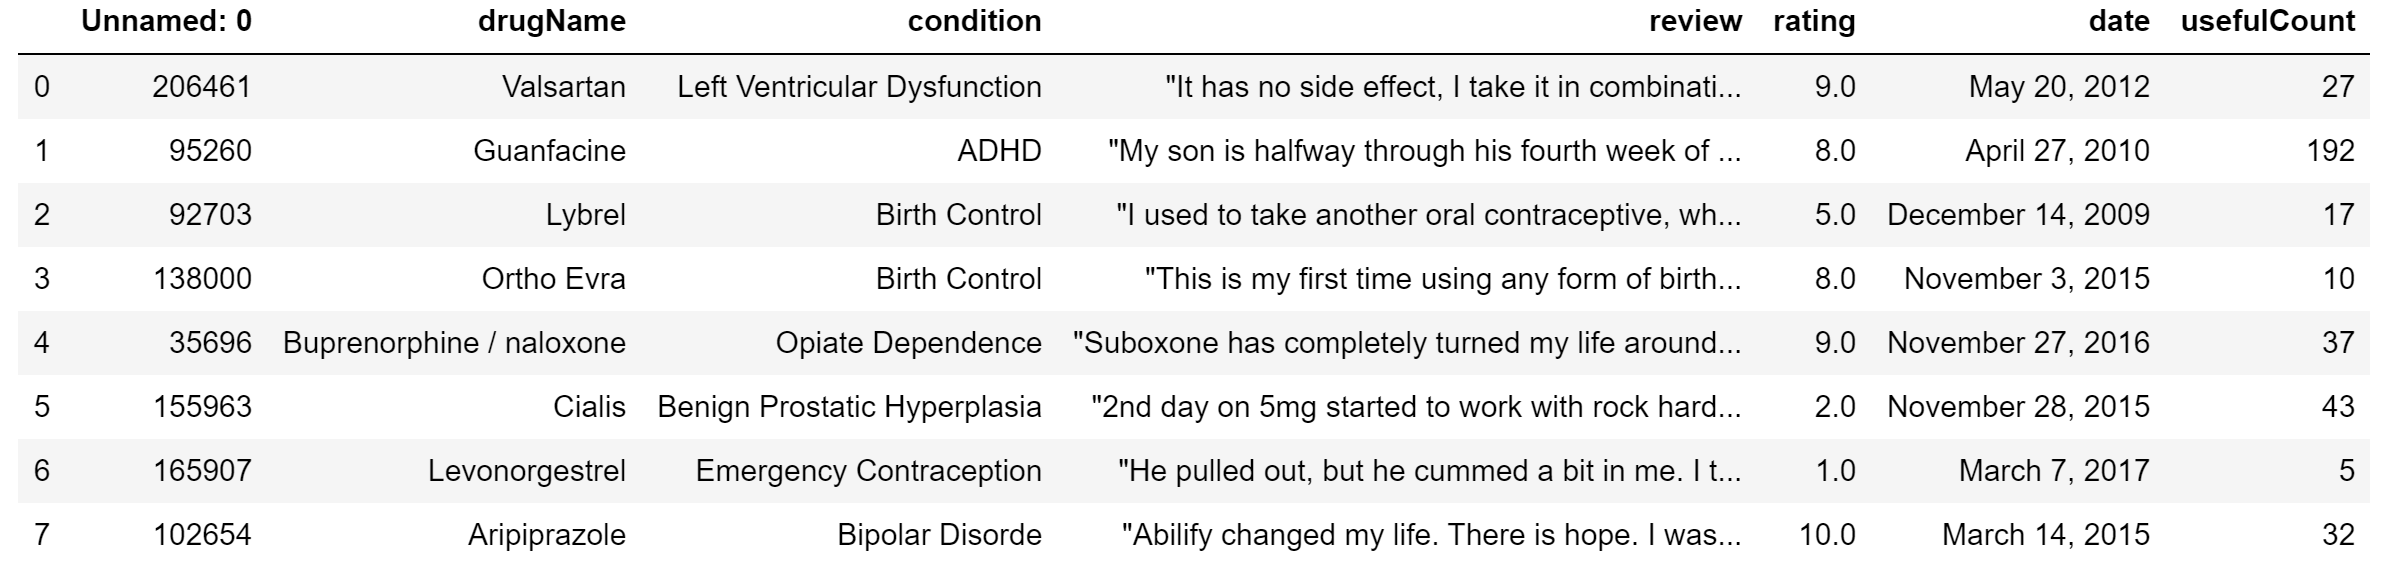 Unnamed: 0 drugName condition review rating date usefulCount
0 206461 Valsartan Left Ventricular Dysfunction "It has no side effect, I take it in combinati... 9.0 May 20, 2012 27
1 95260 Guanfacine ADHD "My son is halfway through his fourth week of ... 8.0 April 27, 2010 192
2 92703 Lybrel Birth Control "I used to take another oral contraceptive, wh... 5.0 December 14, 2009 17
3 138000 Ortho Evra Birth Control "This is my first time using any form of birth... 8.0 November 3, 2015 10
4 35696 Buprenorphine / naloxone Opiate Dependence "Suboxone has completely turned my life around... 9.0 November 27, 2016 37
5 155963 Cialis Benign Prostatic Hyperplasia "2nd day on 5mg started to work with rock hard... 2.0 November 28, 2015 43
6 165907 Levonorgestrel Emergency Contraception "He pulled out, but he cummed a bit in me. I t... 1.0 March 7, 2017 5
7 102654 Aripiprazole Bipolar Disorde "Abilify changed my life. There is hope. I was... 10.0 March 14, 2015 32